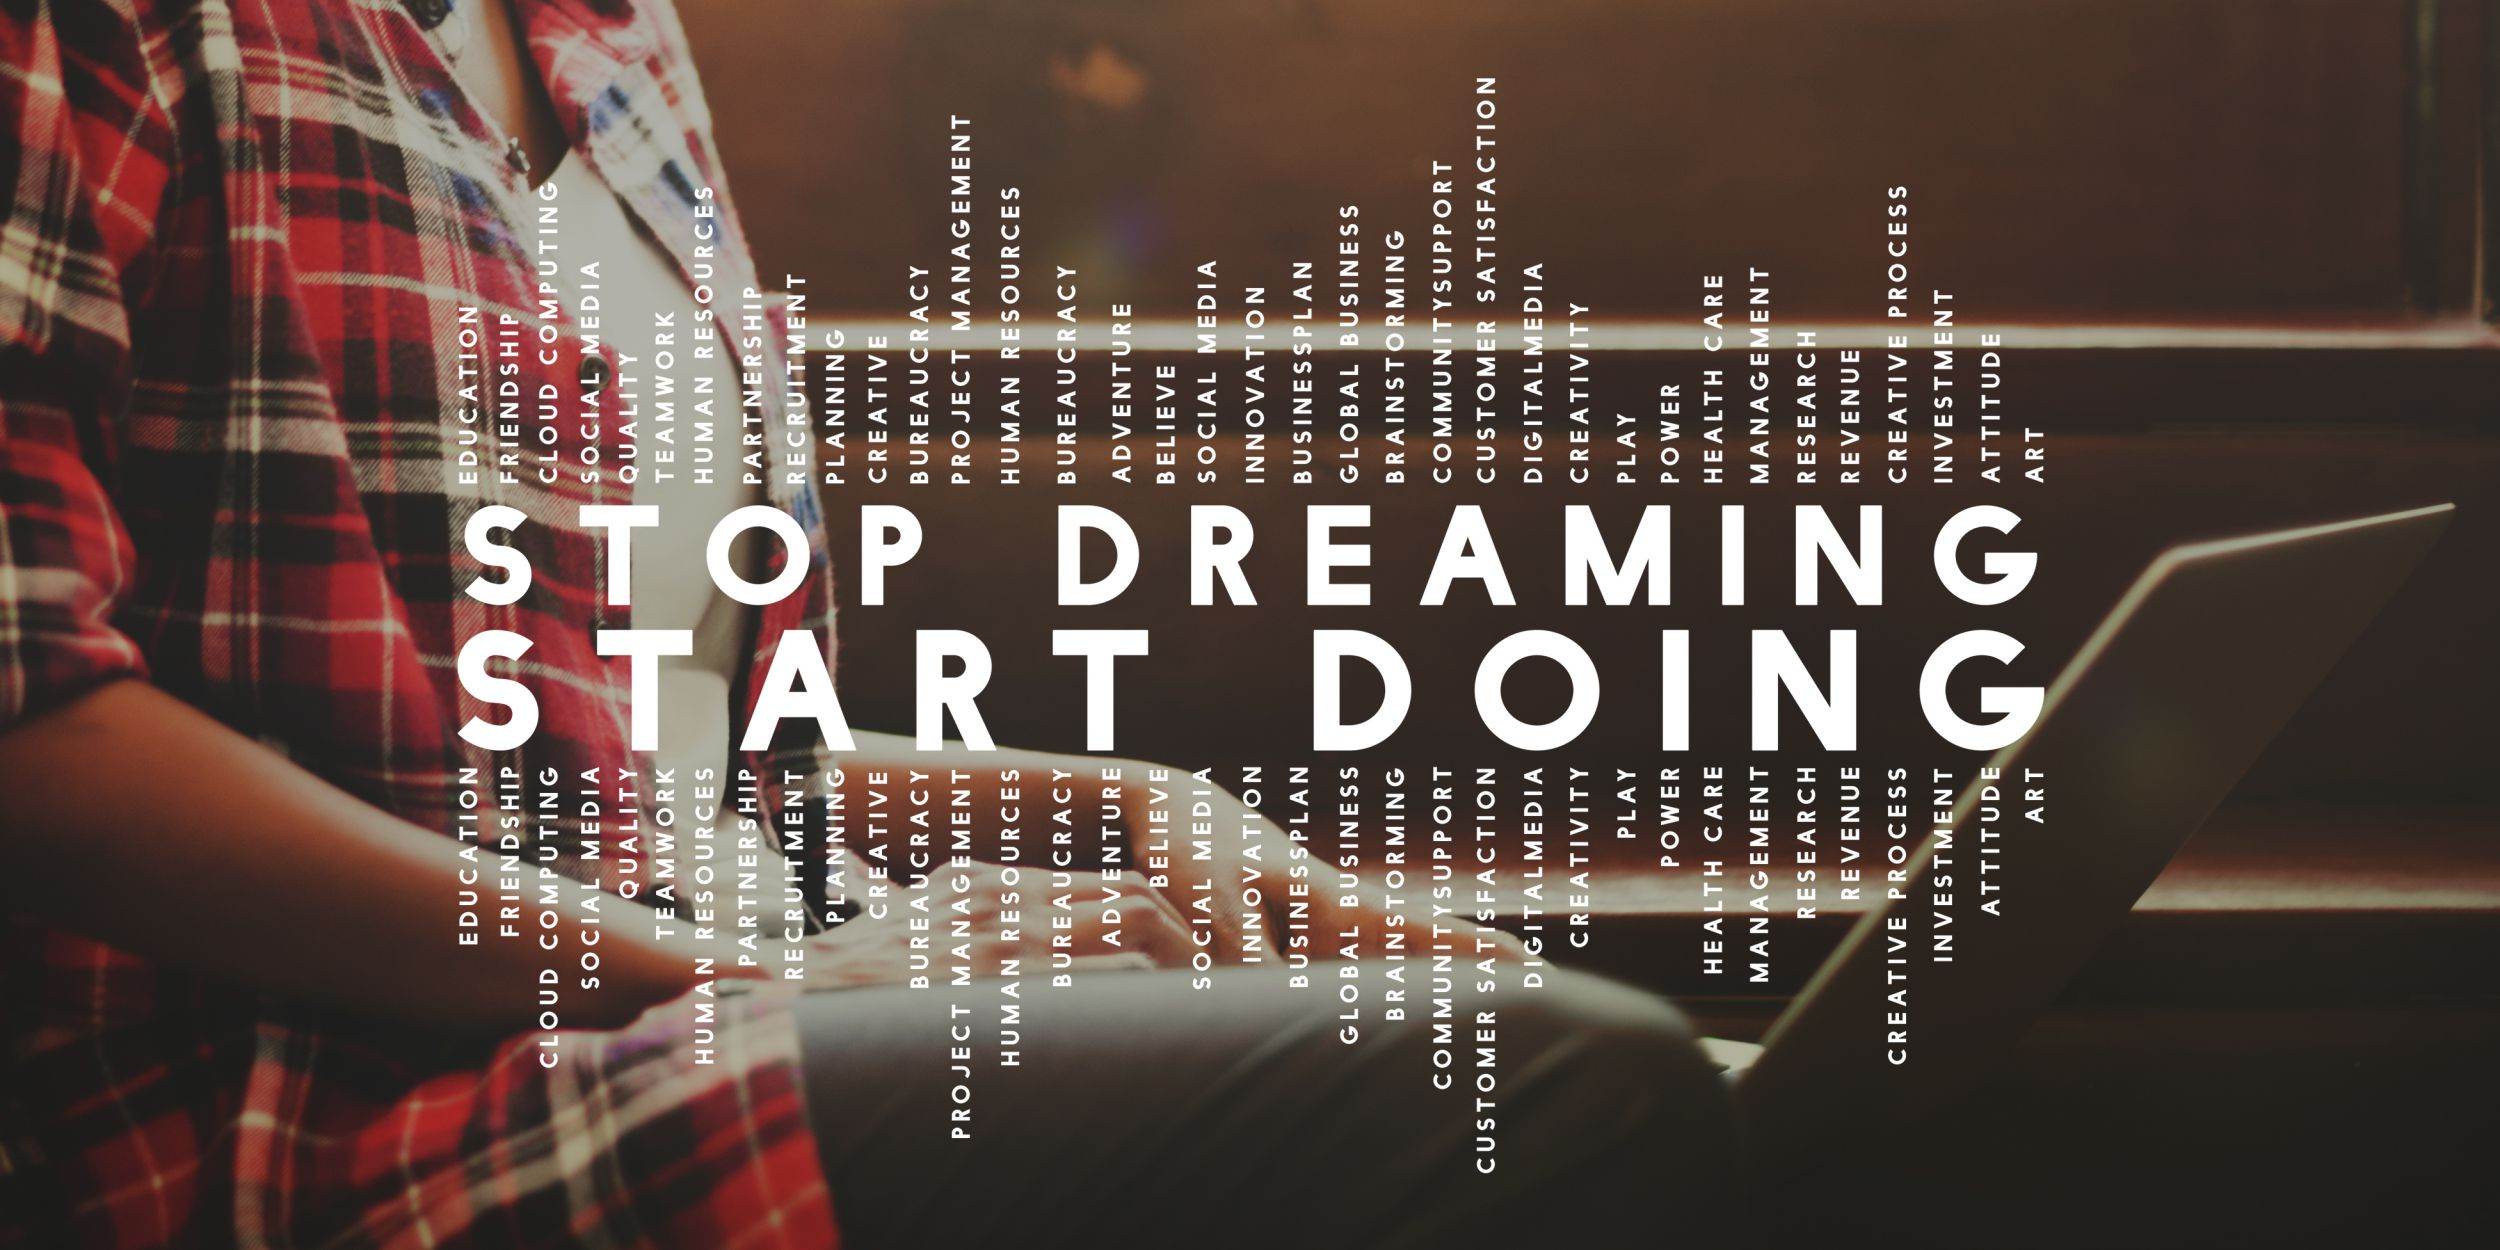 EDUCATION
FRIENDSHIP
CLOUD COMPUTING
SOCIAL MEDIA
QUALITY
TEAMWORK
HUMAN RESOURCES
PARTNERSHIP
RECRUITMENT
PLANNING
CREATIVE
BUREAUCRACY
PROJECT MANAGEMENT
HUMAN RESOURCES
BUREAUCRACY
ADVENTURE
BELIEVE
SOCIAL MEDIA
INNOVATION
BUSINESSPLAN
GLOBAL BUSINESS
BRAINSTORMING
COMMUNITYSUPPORT
CUSTOMER SATISFACTION
DIGITALMEDIA
CREATIVITY
PLAY
POWER
HEALTH CARE
MANAGEMENT
RESEARCH
REVENUE
CREATIVE PROCESS
INVESTMENT
ATTITUDE
ART
STOP DREAMING
START DOING
EDUCATION
FRIENDSHIP
CLOUD COMPUTING
SOCIAL MEDIA
QUALITY
TEAMWORK
HUMAN RESOURCES
PARTNERSHIP
RECRUITMENT
PLANNING
CREATIVE
BUREAUCRACY
PROJECT MANAGEMENT
HUMAN RESOURCES
BUREAUCRACY
ADVENTURE
BELIEVE
SOCIAL MEDIA
INNOVATION
BUSINESSPLAN
GLOBAL BUSINESS
BRAINSTORMING
COMMUNITYSUPPORT
CUSTOMER SATISFACTION
DIGITALMEDIA
CREATIVITY
PLAY
POWER
HEALTH CARE
MANAGEMENT
RESEARCH
REVENUE
CREATIVE PROCESS
INVESTMENT
ATTITUDE
ART